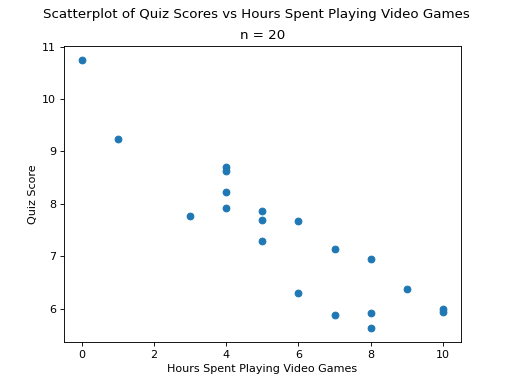 Scatterplot of Quiz Scores vs Hours Spent Playing Video Games
n = 20
11
10
9
8
7
6
Quiz Score
0 2 4 6 8 10
Hours Spent Playing Video Games